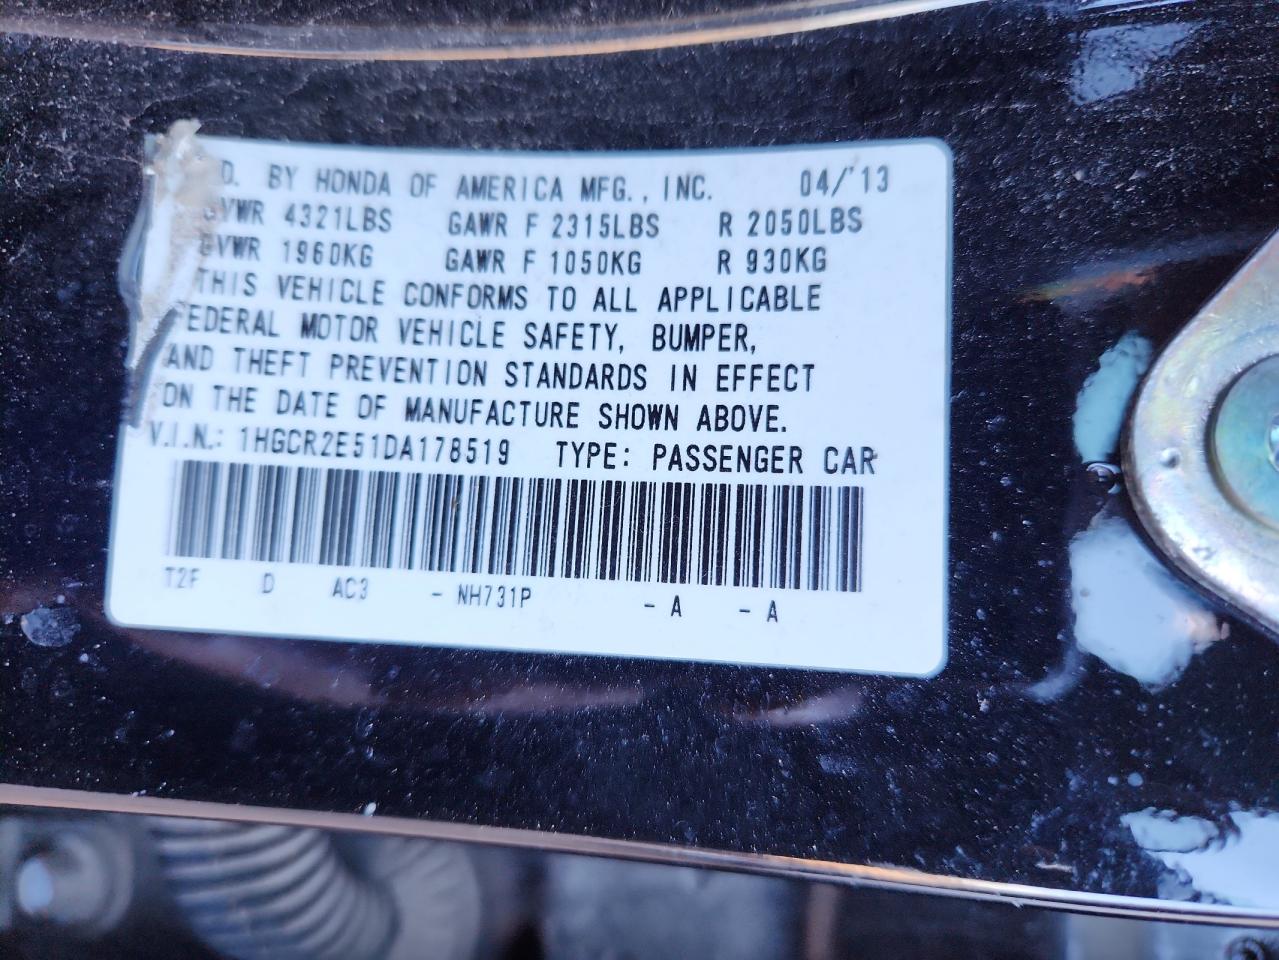 D. BY HONDA OF AMERICA MFG., INC. 04/'13
GVWR 4321LBS GAWR F 2315LBS R 2050LBS
GVWR 1960KG GAWR F 1050KG R 930KG
THIS VEHICLE CONFORMS TO ALL APPLICABLE
FEDERAL MOTOR VEHICLE SAFETY, BUMPER,
AND THEFT PREVENTION STANDARDS IN EFFECT
ON THE DATE OF MANUFACTURE SHOWN ABOVE.
V.I.N.: 1HGCR2E51DA178519 TYPE: PASSENGER CAR
T2F D AC3 - NH731P - A - A